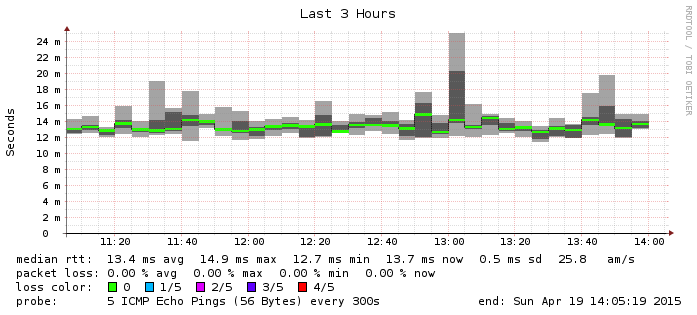 Last 3 Hours
RRDTOOL / TOBI OETIKER
Seconds
24 m
22 m
20 m
18 m
16 m
14 m
12 m
10 m
8 m
6 m
4 m
2 m
0
11:20 11:40 12:00 12:20 12:40 13:00 13:20 13:40 14:00
median rtt: 13.4 ms avg 14.9 ms max 12.7 ms min 13.7 ms now 0.5 ms sd 25.8 am/s
packet loss: 0.00 % avg 0.00 % max 0.00 % min 0.00 % now
loss color: 0 1/5 2/5 3/5 4/5
probe: 5 ICMP Echo Pings (56 Bytes) every 300s end: Sun Apr 19 14:05:19 2015